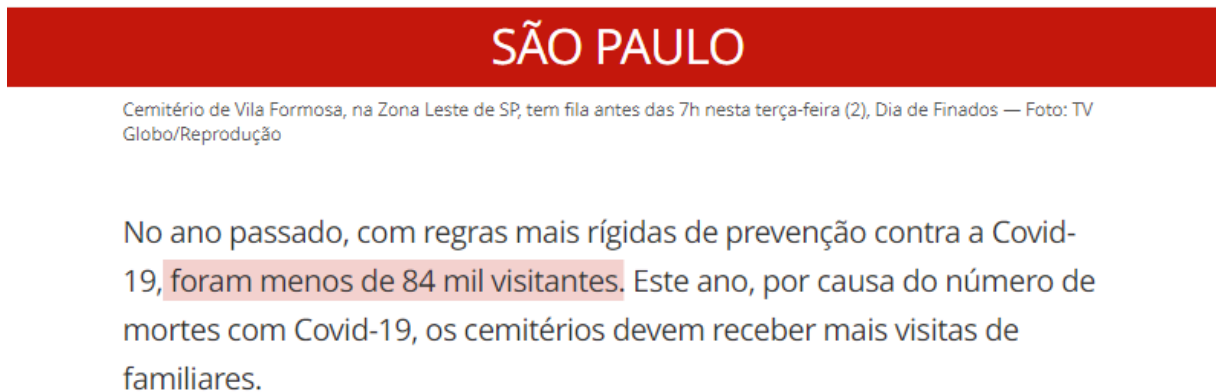 SÃO PAULO
Cemitério de Vila Formosa, na Zona Leste de SP, tem fila antes das 7h nesta terça-feira (2), Dia de Finados — Foto: TV
Globo/Reprodução
No ano passado, com regras mais rígidas de prevenção contra a Covid-
19, foram menos de 84 mil visitantes. Este ano, por causa do número de
mortes com Covid-19, os cemitérios devem receber mais visitas de
familiares.